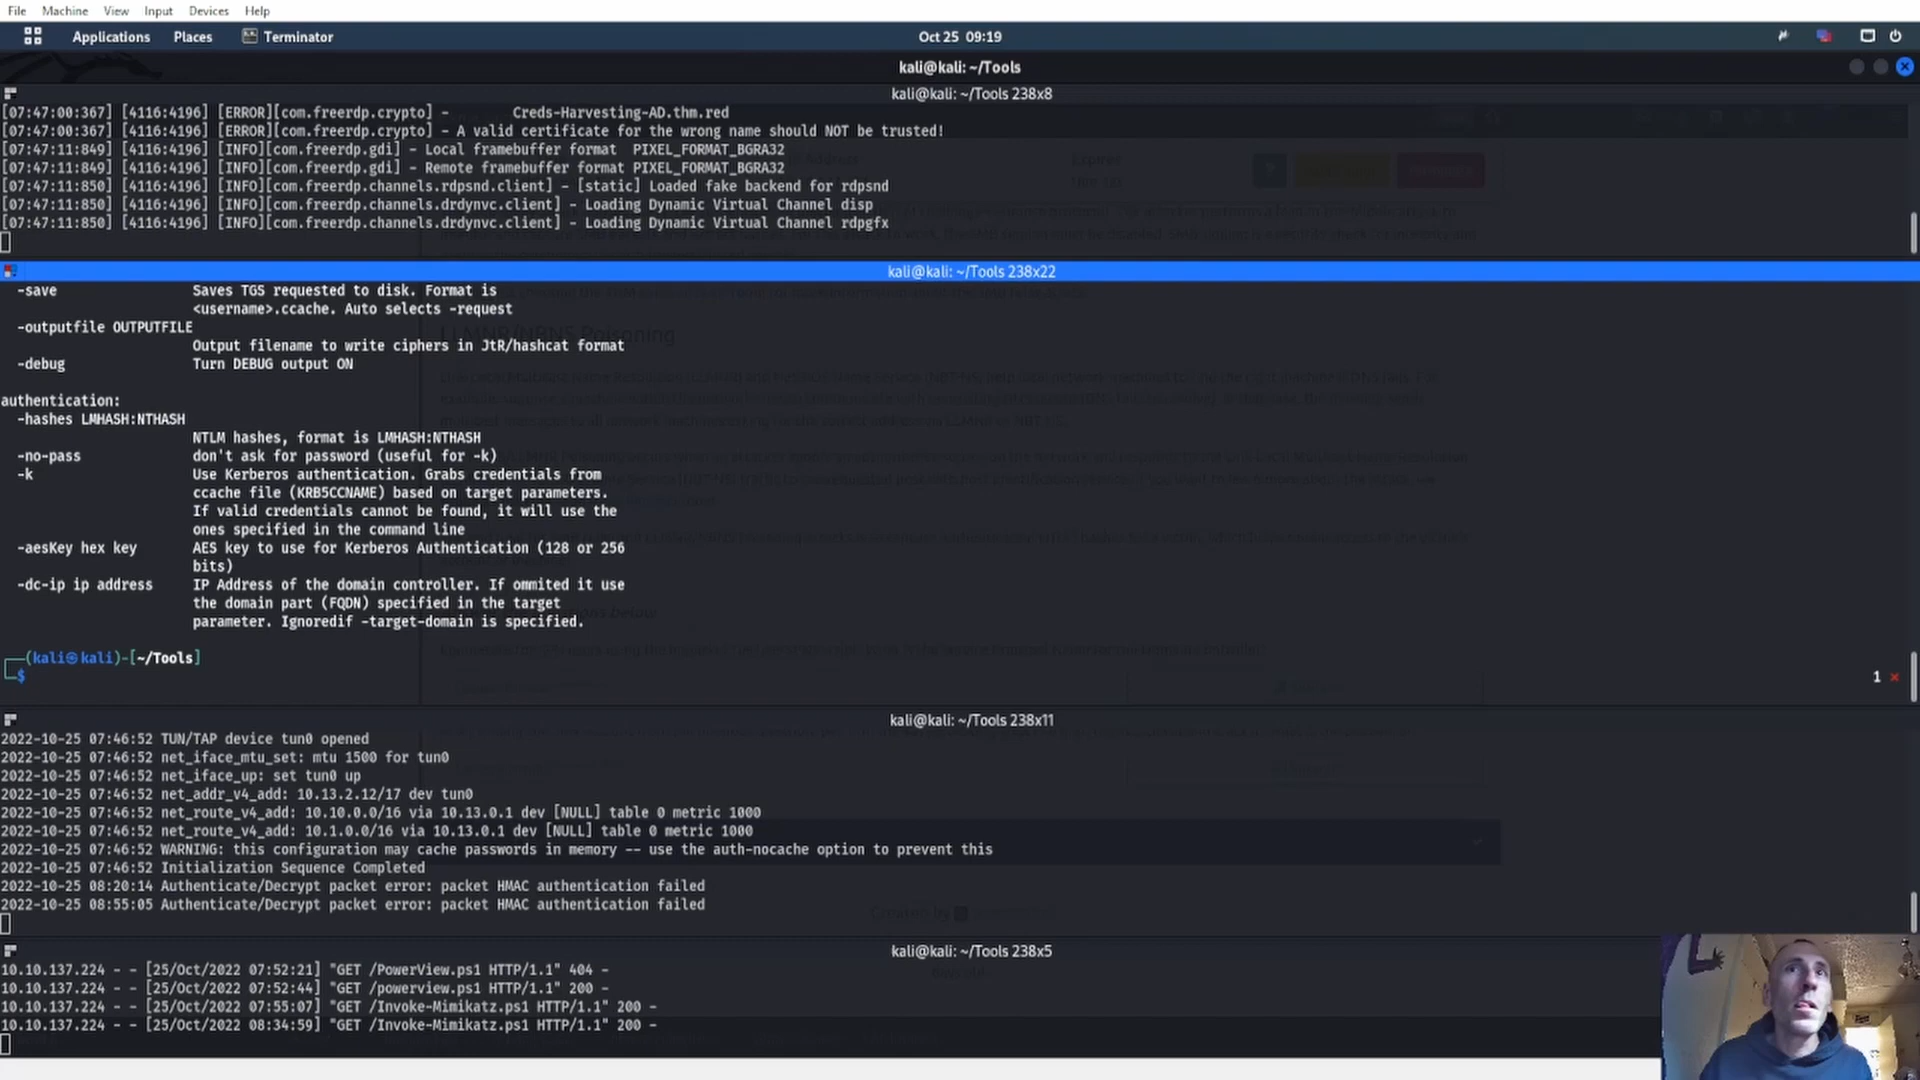 File Machine View Input Devices Help
Applications Places Terminator Oct 25 09:19
kali@kali: ~/Tools
kali@kali: ~/Tools 238x8
[07:47:00:367] [4116:4196] [ERROR][com.freerdp.crypto] - Creds-Harvesting-AD.thm.red
[07:47:00:367] [4116:4196] [ERROR][com.freerdp.crypto] - A valid certificate for the wrong name should NOT be trusted!
[07:47:11:849] [4116:4196] [INFO][com.freerdp.gdi] - Local framebuffer format PIXEL_FORMAT_BGRA32
[07:47:11:849] [4116:4196] [INFO][com.freerdp.gdi] - Remote framebuffer format PIXEL_FORMAT_BGRA32
[07:47:11:850] [4116:4196] [INFO][com.freerdp.channels.rdpsnd.client] - [static] Loaded fake backend for rdpsnd
[07:47:11:850] [4116:4196] [INFO][com.freerdp.channels.drdynvc.client] - Loading Dynamic Virtual Channel disp
[07:47:11:850] [4116:4196] [INFO][com.freerdp.channels.drdynvc.client] - Loading Dynamic Virtual Channel rdpgfx
kali@kali: ~/Tools 238x22
-save Saves TGS requested to disk. Format is
<username>.ccache. Auto selects -request
-outputfile OUTPUTFILE
Output filename to write ciphers in JtR/hashcat format
-debug Turn DEBUG output ON
authentication:
-hashes LMHASH:NTHASH
NTLM hashes, format is LMHASH:NTHASH
-no-pass don't ask for password (useful for -k)
-k Use Kerberos authentication. Grabs credentials from
ccache file (KRB5CCNAME) based on target parameters.
If valid credentials cannot be found, it will use the
ones specified in the command line
-aesKey hex key AES key to use for Kerberos Authentication (128 or 256
bits)
-dc-ip ip address IP Address of the domain controller. If ommited it use
the domain part (FQDN) specified in the target
parameter. Ignoredif -target-domain is specified.
(kali㉿kali)-[~/Tools]
$ 1 ⨯
kali@kali: ~/Tools 238x11
2022-10-25 07:46:52 TUN/TAP device tun0 opened
2022-10-25 07:46:52 net_iface_mtu_set: mtu 1500 for tun0
2022-10-25 07:46:52 net_iface_up: set tun0 up
2022-10-25 07:46:52 net_addr_v4_add: 10.13.2.12/17 dev tun0
2022-10-25 07:46:52 net_route_v4_add: 10.10.0.0/16 via 10.13.0.1 dev [NULL] table 0 metric 1000
2022-10-25 07:46:52 net_route_v4_add: 10.1.0.0/16 via 10.13.0.1 dev [NULL] table 0 metric 1000
2022-10-25 07:46:52 WARNING: this configuration may cache passwords in memory -- use the auth-nocache option to prevent this
2022-10-25 07:46:52 Initialization Sequence Completed
2022-10-25 08:20:14 Authenticate/Decrypt packet error: packet HMAC authentication failed
2022-10-25 08:55:05 Authenticate/Decrypt packet error: packet HMAC authentication failed
Created by
kali@kali: ~/Tools 238x5
10.10.137.224 - - [25/Oct/2022 07:52:21] "GET /PowerView.ps1 HTTP/1.1" 404 -
10.10.137.224 - - [25/Oct/2022 07:52:44] "GET /powerview.ps1 HTTP/1.1" 200 -
10.10.137.224 - - [25/Oct/2022 07:55:07] "GET /Invoke-Mimikatz.ps1 HTTP/1.1" 200 -
10.10.137.224 - - [25/Oct/2022 08:34:59] "GET /Invoke-Mimikatz.ps1 HTTP/1.1" 200 -